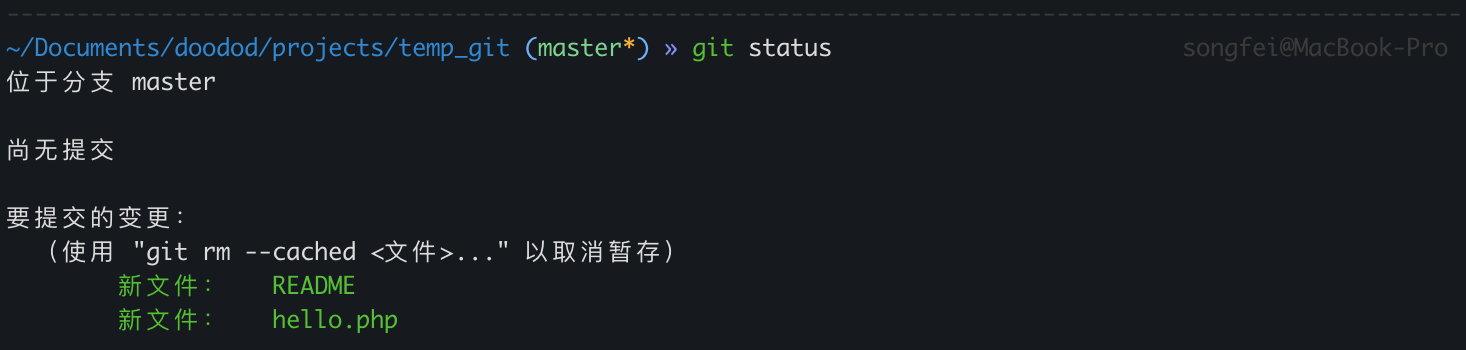 ~/Documents/doodod/projects/temp_git (master*) » git status songfei@MacBook-Pro
位于分支 master
尚无提交
要提交的变更：
（使用 "git rm --cached <文件>..." 以取消暂存）
新文件： README
新文件： hello.php